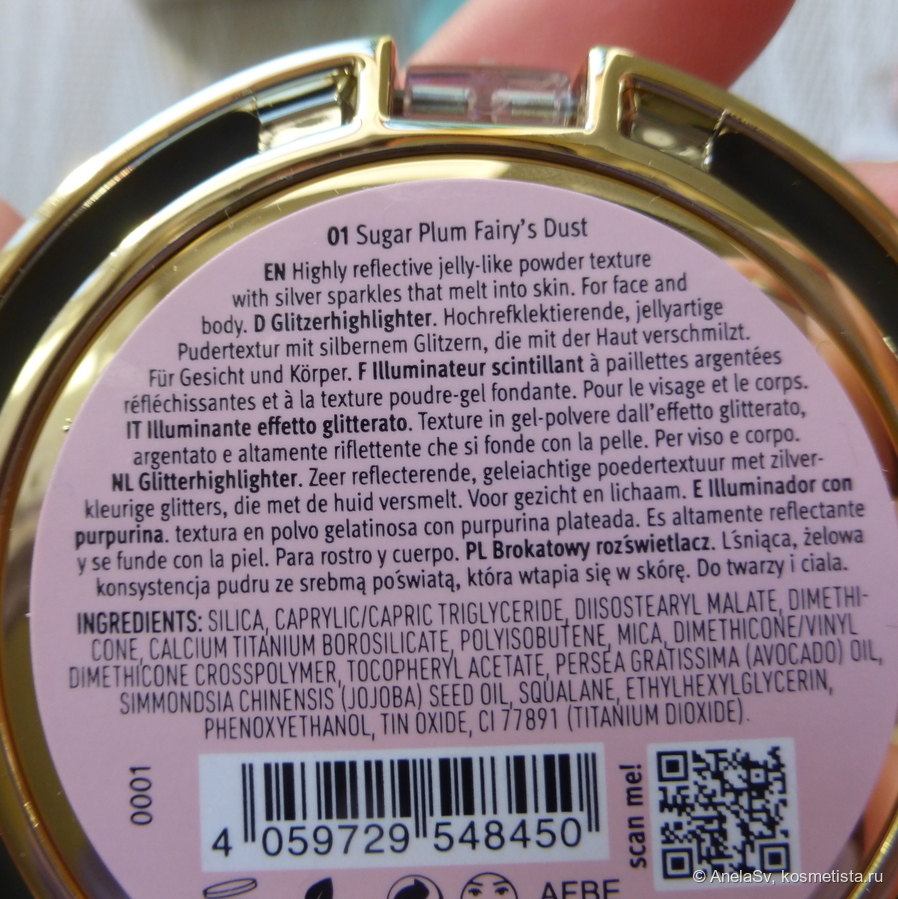 01 Sugar Plum Fairy's Dust
EN Highly reflective jelly-like powder texture
with silver sparkles that melt into skin. For face and
body. D Glitzerhighlighter. Hochrefklektierende, jellyartige
Pudertextur mit silbernem Glitzern, die mit der Haut verschmilzt.
Für Gesicht und Körper. F Illuminateur scintillant à paillettes argentées
réfléchissantes et à la texture poudre-gel fondante. Pour le visage et le corps.
IT Illuminante effetto glitterato. Texture in gel-polvere dall'effetto glitterato,
argentato e altamente riflettente che si fonde con la pelle. Per viso e corpo.
NL Glitterhighlighter. Zeer reflecterende, geleiachtige poedertextuur met zilver-
kleurige glitters, die met de huid versmelt. Voor gezicht en lichaam. E Illuminador con
purpurina. textura en polvo gelatinosa con purpurina plateada. Es altamente reflectante
y se funde con la piel. Para rostro y cuerpo. PL Brokatowy rozświetlacz. Lśniąca, żelowa
konsystencja pudru ze srebrną poświatą, która wtapia się w skórę. Do twarzy i ciala.
INGREDIENTS: SILICA, CAPRYLIC/CAPRIC TRIGLYCERIDE, DIISOSTEARYL MALATE, DIMETHI-
CONE, CALCIUM TITANIUM BOROSILICATE, POLYISOBUTENE, MICA, DIMETHICONE/VINYL
DIMETHICONE CROSSPOLYMER, TOCOPHERYL ACETATE, PERSEA GRATISSIMA (AVOCADO) OIL,
SIMMONDSIA CHINENSIS (JOJOBA) SEED OIL, SQUALANE, ETHYLHEXYLGLYCERIN,
PHENOXYETHANOL, TIN OXIDE, CI 77891 (TITANIUM DIOXIDE).
0001
4 059729 548450
scan me!
© AnelaSv, kosmetista.ru